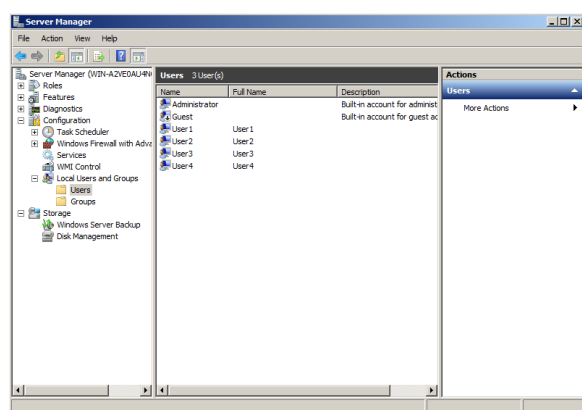 Server Manager
File Action View Help
Server Manager (WIN-A2VE0AU4N
Roles
Features
Diagnostics
Configuration
Task Scheduler
Windows Firewall with Adva
Services
WMI Control
Local Users and Groups
Users
Groups
Storage
Windows Server Backup
Disk Management
Users 3 User(s)
Name Full Name Description
Administrator Built-in account for administ
Guest Built-in account for guest ac
User1 User1
User2 User2
User3 User3
User4 User4
Actions
Users
More Actions